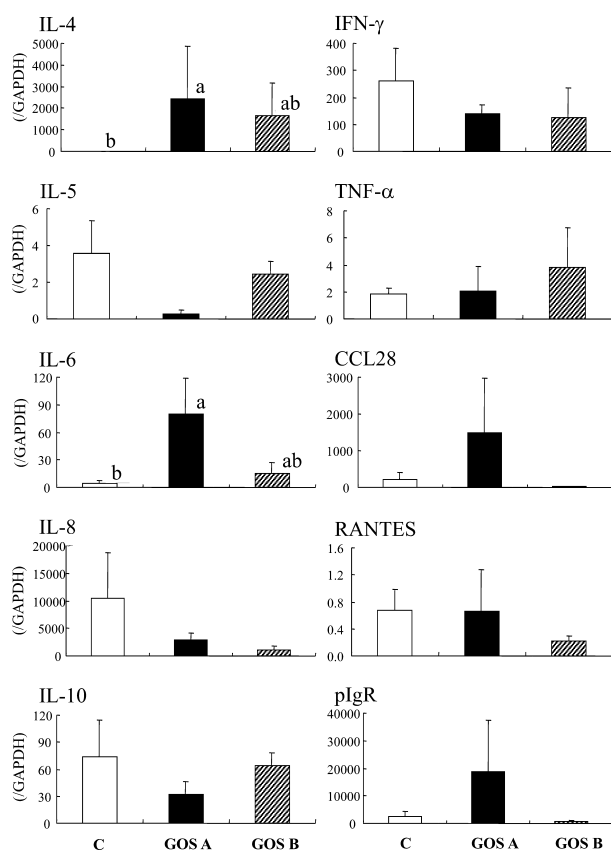 IL-4
(/GAPDH)
5000
4000
3000
2000
1000
0
b
a
ab
IFN-γ
400
300
200
100
0
IL-5
(/GAPDH)
6
4
2
0
TNF-α
8
6
4
2
0
IL-6
(/GAPDH)
120
90
60
30
0
b
a
ab
CCL28
3000
2000
1000
0
IL-8
(/GAPDH)
20000
15000
10000
5000
0
RANTES
1.6
1.2
0.8
0.4
0.0
IL-10
(/GAPDH)
120
90
60
30
0
C GOS A GOS B
pIgR
40000
30000
20000
10000
0
C GOS A GOS B